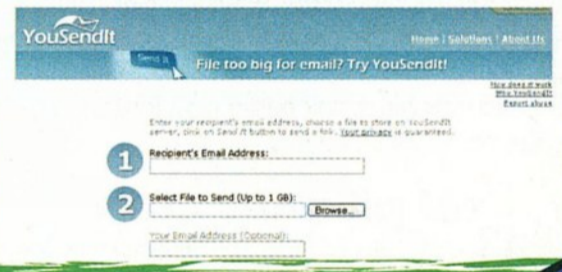 YouSendIt
Home | Solutions | About Us
Send It
File too big for email? Try YouSendIt!
How does it work
Why YouSendIt
Report abuse
Enter your recipient's email address, choose a file to store on YouSendIt
server, click on Send It button to send a link. Your privacy is guaranteed.
1
Recipient's Email Address:
2
Select File to Send (Up to 1 GB):
Browse...
Your Email Address (Optional):